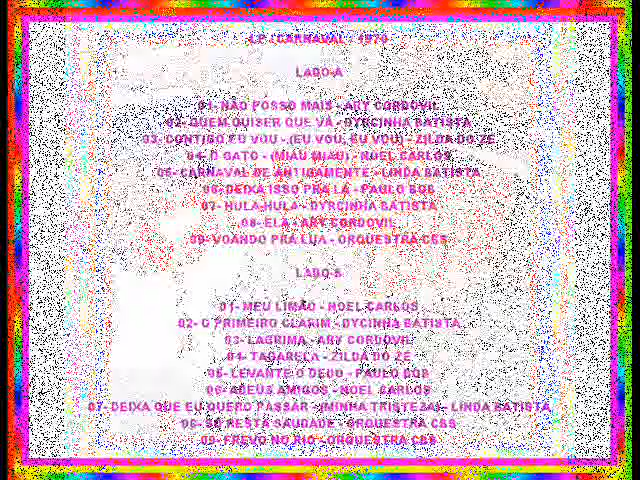 LP - CARNAVAL - 1970
LADO A
01- NÃO POSSO MAIS - ARY CORDOVIL
02- QUEM QUISER QUE VÁ - DYRCINHA BATISTA
03- CONTIGO EU VOU - (EU VOU, EU VOU) - ZILDA DO ZÉ
04- O GATO - (MIAU MIAU) - NOEL CARLOS
05- CARNAVAL DE ANTIGAMENTE - LINDA BATISTA
06- DEIXA ISSO PRA LÁ - PAULO BOB
07- HULA-HULA - DYRCINHA BATISTA
08- ELA - ARY CORDOVIL
09- VOANDO PRA LUA - ORQUESTRA CBS
LADO B
01- MEU LIMÃO - NOEL CARLOS
02- O PRIMEIRO CLARIM - DYCINHA BATISTA
03- LÁGRIMA - ARY CORDOVIL
04- TAGARELA - ZILDA DO ZÉ
05- LEVANTE O DEDO - PAULO BOB
06- ADEUS AMIGOS - NOEL CARLOS
07- DEIXA QUE EU QUERO PASSAR - (MINHA TRISTEZA) - LINDA BATISTA
08- SÓ RESTA SAUDADE - ORQUESTRA CBS
09- FREVO NO RIO - ORQUESTRA CBS